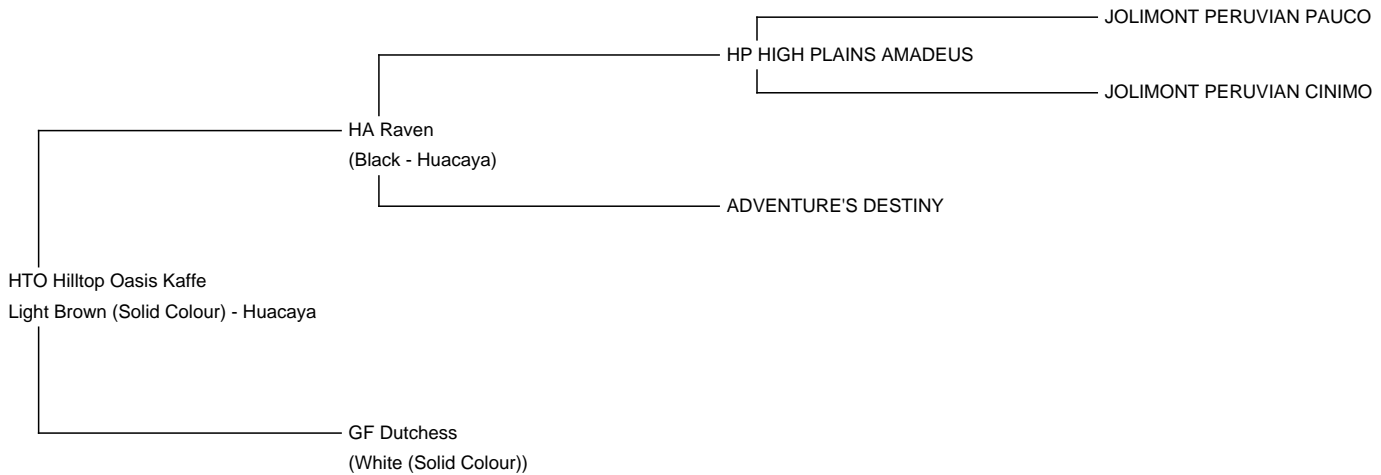 JOLIMONT PERUVIAN PAUCO
HP HIGH PLAINS AMADEUS
JOLIMONT PERUVIAN CINIMO
HA Raven
(Black - Huacaya)
ADVENTURE'S DESTINY
HTO Hilltop Oasis Kaffe
Light Brown (Solid Colour) - Huacaya
GF Dutchess
(White (Solid Colour))